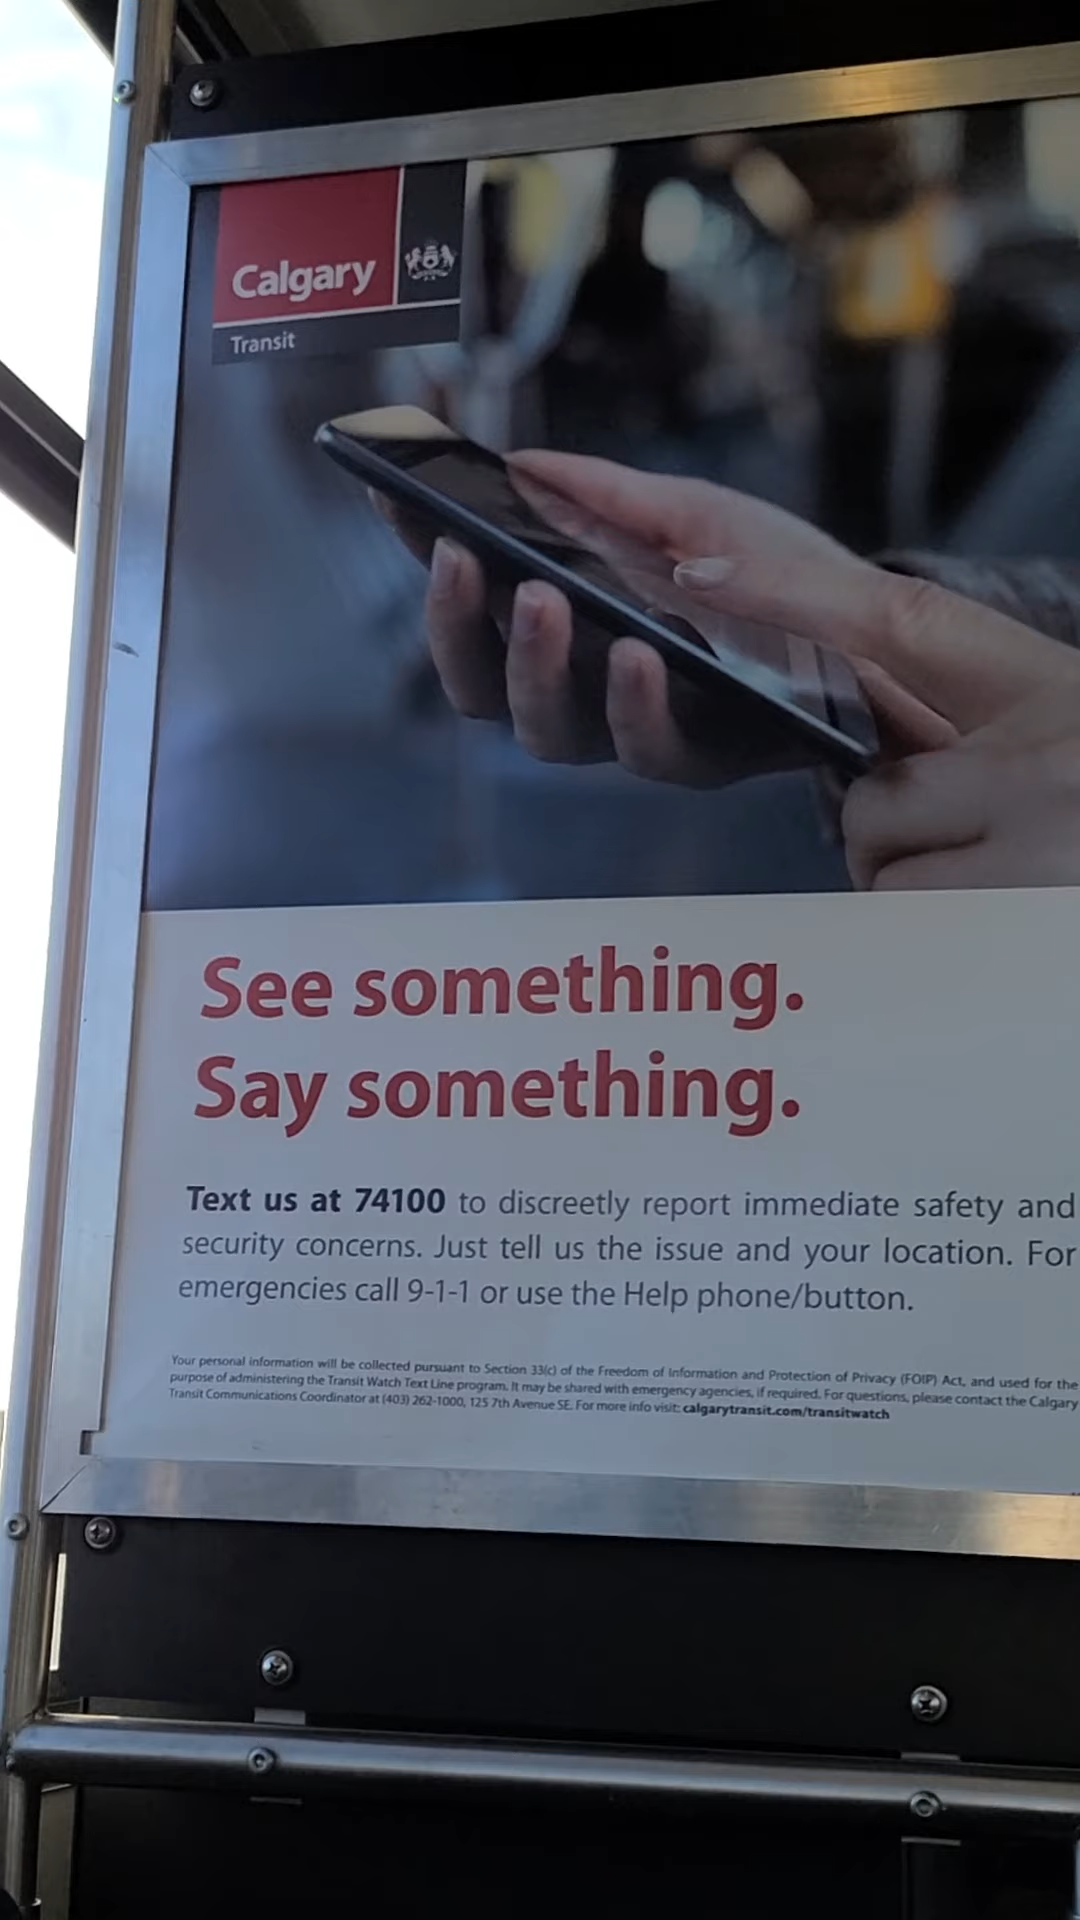 Calgary
Transit
See something.
Say something.
Text us at 74100 to discreetly report immediate safety and
security concerns. Just tell us the issue and your location. For
emergencies call 9-1-1 or use the Help phone/button.
Your personal information will be collected pursuant to Section 33(c) of the Freedom of Information and Protection of Privacy (FOIP) Act, and used for the
purpose of administering the Transit Watch Text Line program. It may be shared with emergency agencies, if required. For questions, please contact the Calgary
Transit Communications Coordinator at (403) 262-1000, 125 7th Avenue SE. For more info visit: calgarytransit.com/transitwatch